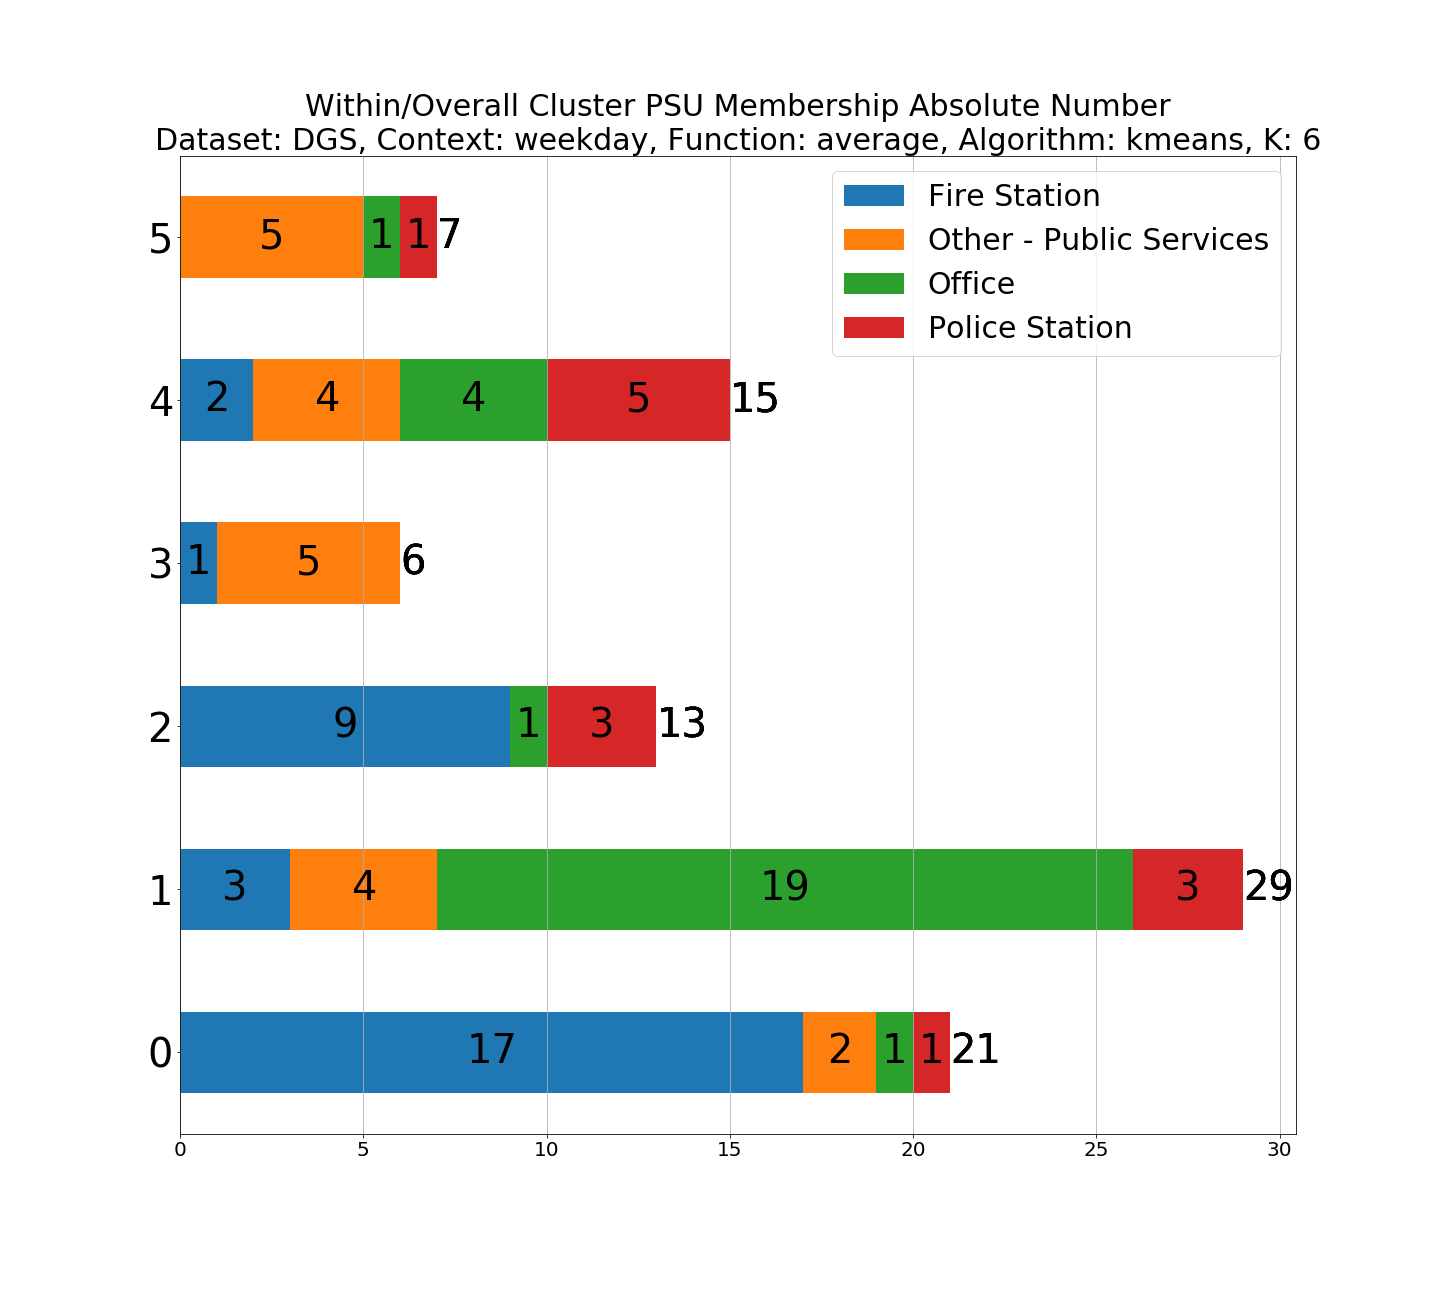 Within/Overall Cluster PSU Membership Absolute Number
Dataset: DGS, Context: weekday, Function: average, Algorithm: kmeans, K: 6
Fire Station
Other - Public Services
Office
Police Station
5 5 1 1 7
4 2 4 4 5 15
3 1 5 6
2 9 1 3 13
1 3 4 19 3 29
0 17 2 1 1 21
0 5 10 15 20 25 30